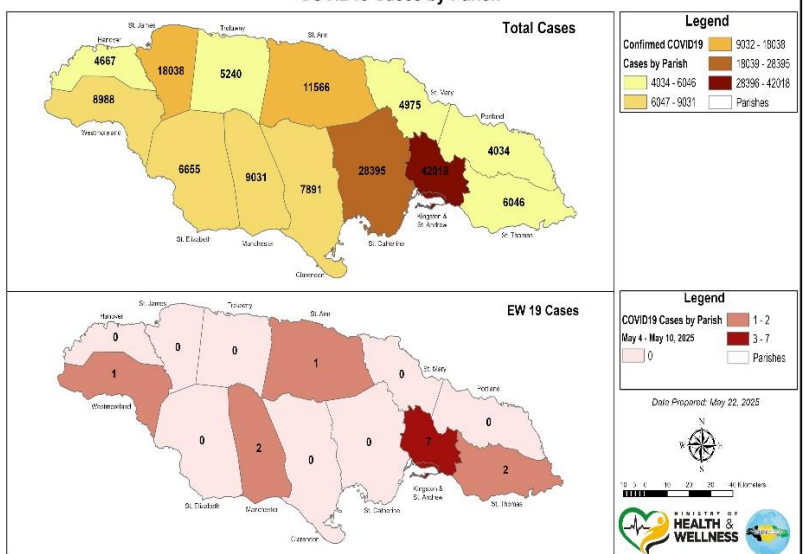 Total Cases
Hanover
St. James
Trelawny
St. Ann
4667
18038
5240
11566
St. Mary
8988
4975
Portland
Westmoreland
4034
6655
9031
7891
28395
42018
6046
St. Elizabeth
Manchester
Clarendon
St. Catherine
Kingston &
St. Andrew
St. Thomas
Legend
Confirmed COVID19
Cases by Parish
4034 - 6046
6047 - 9031
9032 - 18038
18039 - 28395
28396 - 42018
Parishes
EW 19 Cases
Hanover
St. James
Trelawny
St. Ann
0
0
0
1
St. Mary
1
0
Portland
Westmoreland
0
0
2
0
0
7
2
St. Elizabeth
Manchester
Clarendon
St. Catherine
Kingston &
St. Andrew
St. Thomas
Legend
COVID19 Cases by Parish
May 4 - May 10, 2025
0
1 - 2
3 - 7
Parishes
Date Prepared: May 22, 2025
N
W E
S
10 5 0 10 20 30 40 Kilometers
MINISTRY OF
HEALTH &
WELLNESS